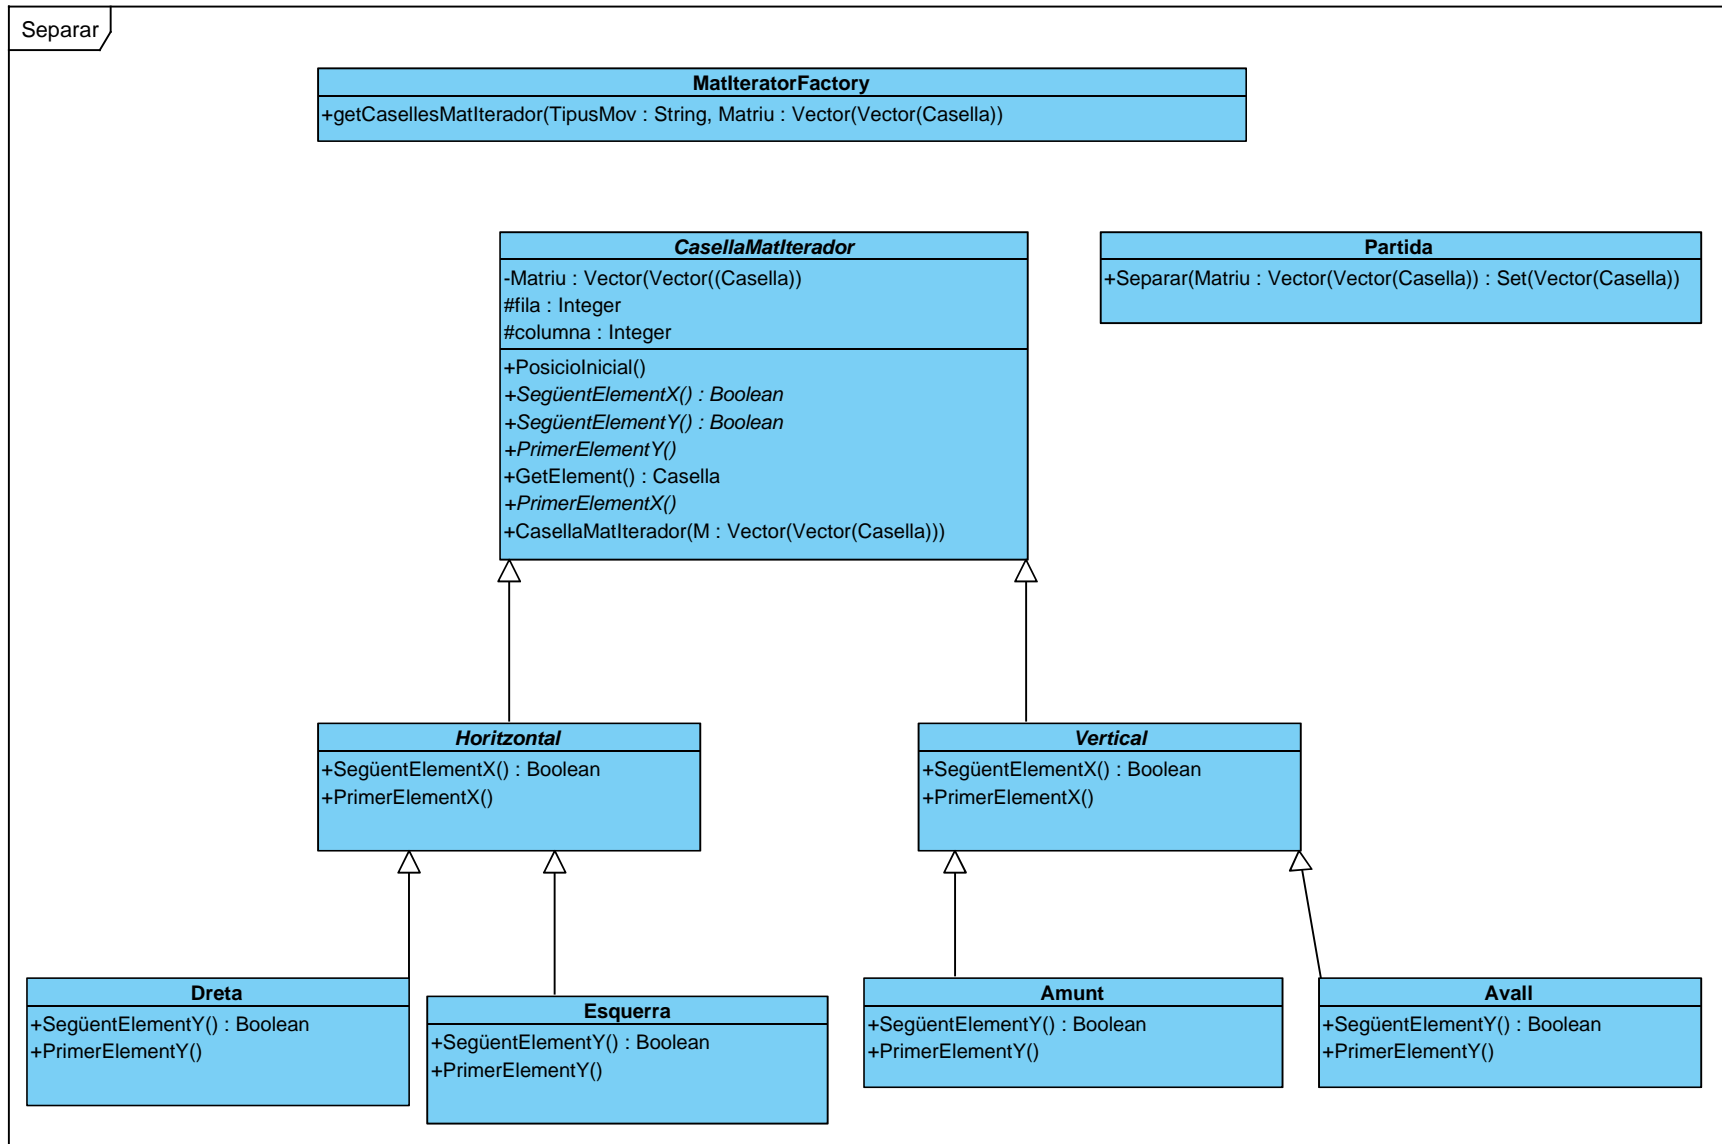 Separar
MatIteratorFactory
+getCasellesMatIterador(TipusMov : String, Matriu : Vector(Vector(Casella))
CasellaMatIterador
-Matriu : Vector(Vector((Casella))
#fila : Integer
#columna : Integer
+PosicioInicial()
+SegüentElementX() : Boolean
+SegüentElementY() : Boolean
+PrimerElementY()
+GetElement() : Casella
+PrimerElementX()
+CasellaMatIterador(M : Vector(Vector(Casella)))
Partida
+Separar(Matriu : Vector(Vector(Casella)) : Set(Vector(Casella))
Horitzontal
+SegüentElementX() : Boolean
+PrimerElementX()
Vertical
+SegüentElementX() : Boolean
+PrimerElementX()
Dreta
+SegüentElementY() : Boolean
+PrimerElementY()
Esquerra
+SegüentElementY() : Boolean
+PrimerElementY()
Amunt
+SegüentElementY() : Boolean
+PrimerElementY()
Avall
+SegüentElementY() : Boolean
+PrimerElementY()